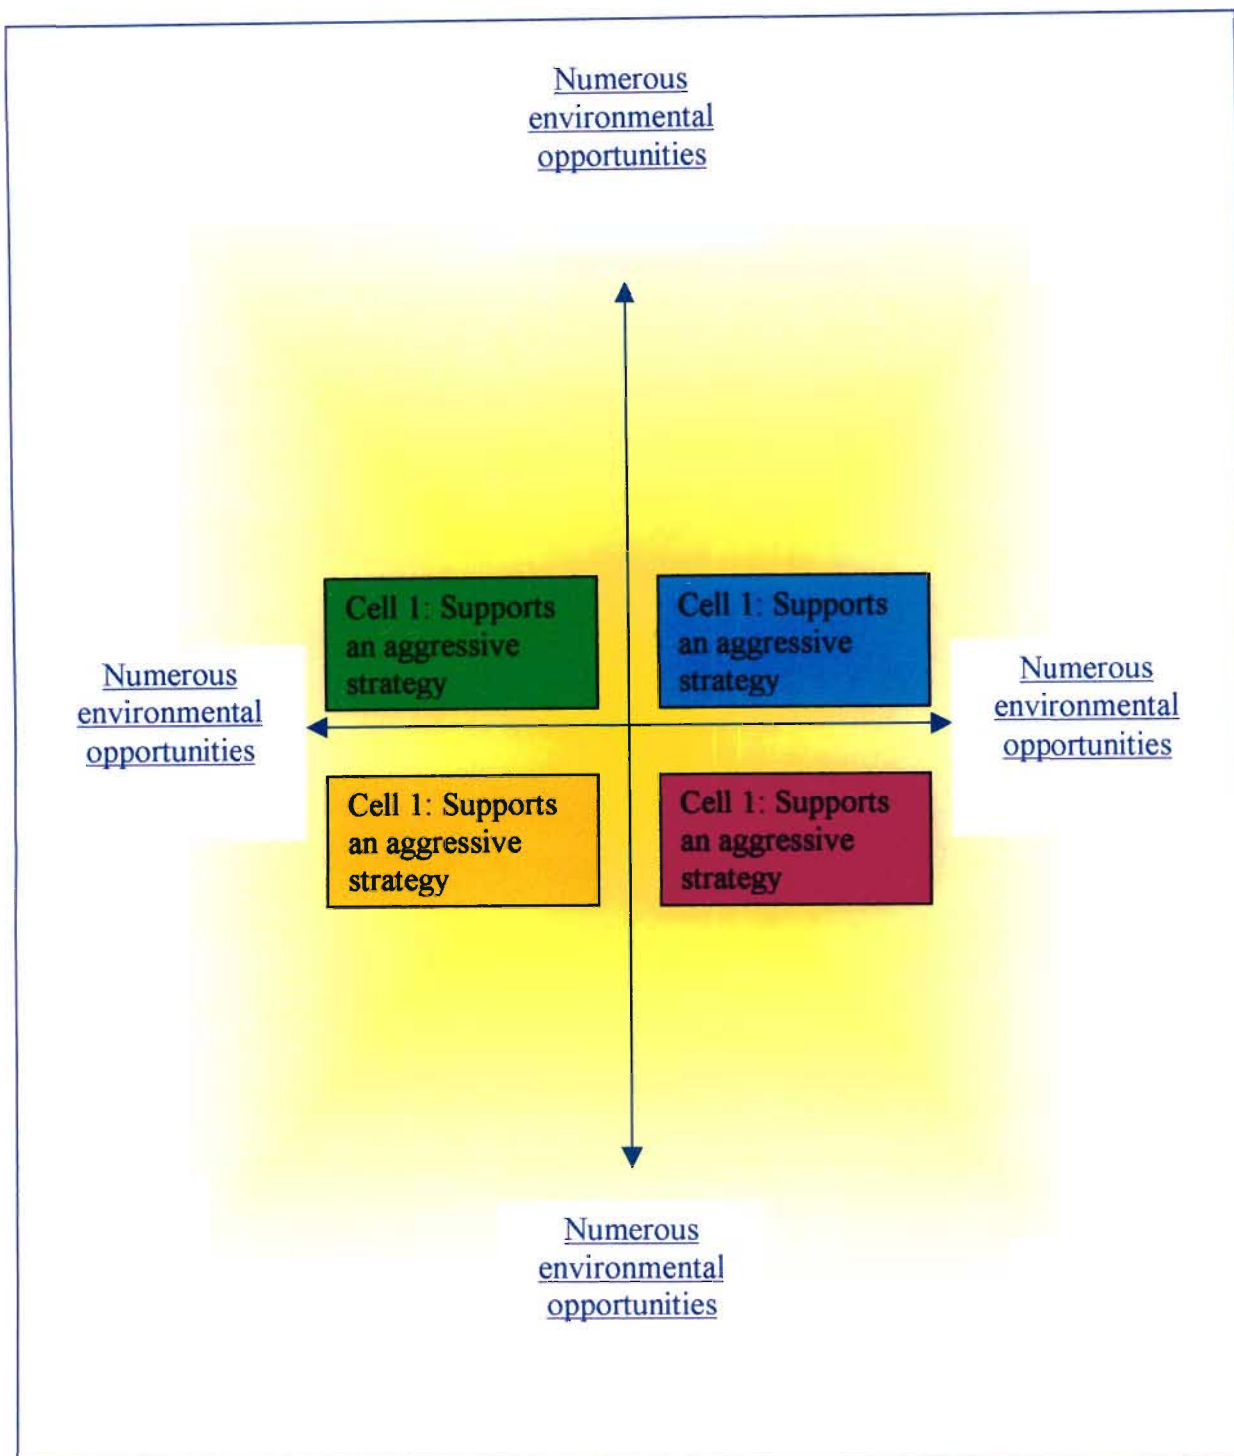 Numerous
environmental
opportunities
Cell 1: Supports
an aggressive
strategy
Cell 1: Supports
an aggressive
strategy
Numerous
environmental
opportunities
Numerous
environmental
opportunities
Cell 1: Supports
an aggressive
strategy
Cell 1: Supports
an aggressive
strategy
Numerous
environmental
opportunities